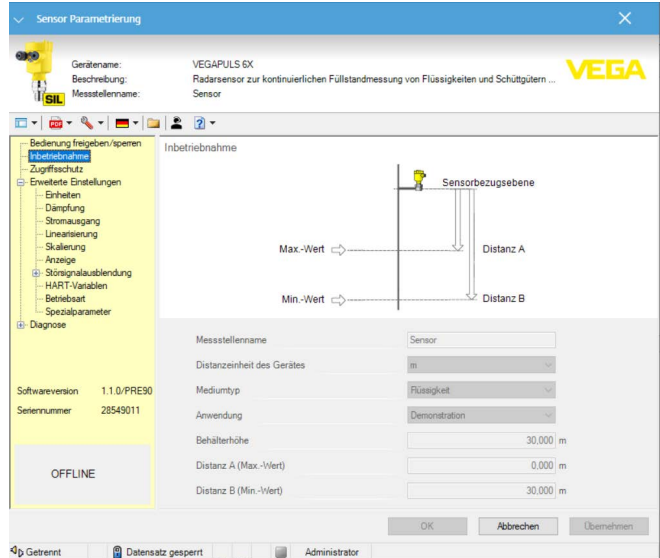 Sensor Parametrierung
SIL
Gerätename: VEGAPULS 6X
Beschreibung: Radarsensor zur kontinuierlichen Füllstandmessung von Flüssigkeiten und Schüttgütern ...
Messstellenname: Sensor
VEGA
PDF
?
Bedienung freigeben/sperren
Inbetriebnahme
Zugriffsschutz
Erweiterte Einstellungen
Einheiten
Dämpfung
Stromausgang
Linearisierung
Skalierung
Anzeige
Störsignalausblendung
HART-Variablen
Betriebsart
Spezialparameter
Diagnose
Softwareversion 1.1.0/PRE90
Seriennummer 28549011
OFFLINE
Inbetriebnahme
Sensorbezugsebene
Max.-Wert
Distanz A
Min.-Wert
Distanz B
Messstellenname Sensor
Distanzeinheit des Gerätes m
Mediumtyp Flüssigkeit
Anwendung Demonstration
Behälterhöhe 30,000 m
Distanz A (Max.-Wert) 0,000 m
Distanz B (Min.-Wert) 30,000 m
OK Abbrechen Übernehmen
Getrennt Datensatz gesperrt Administrator